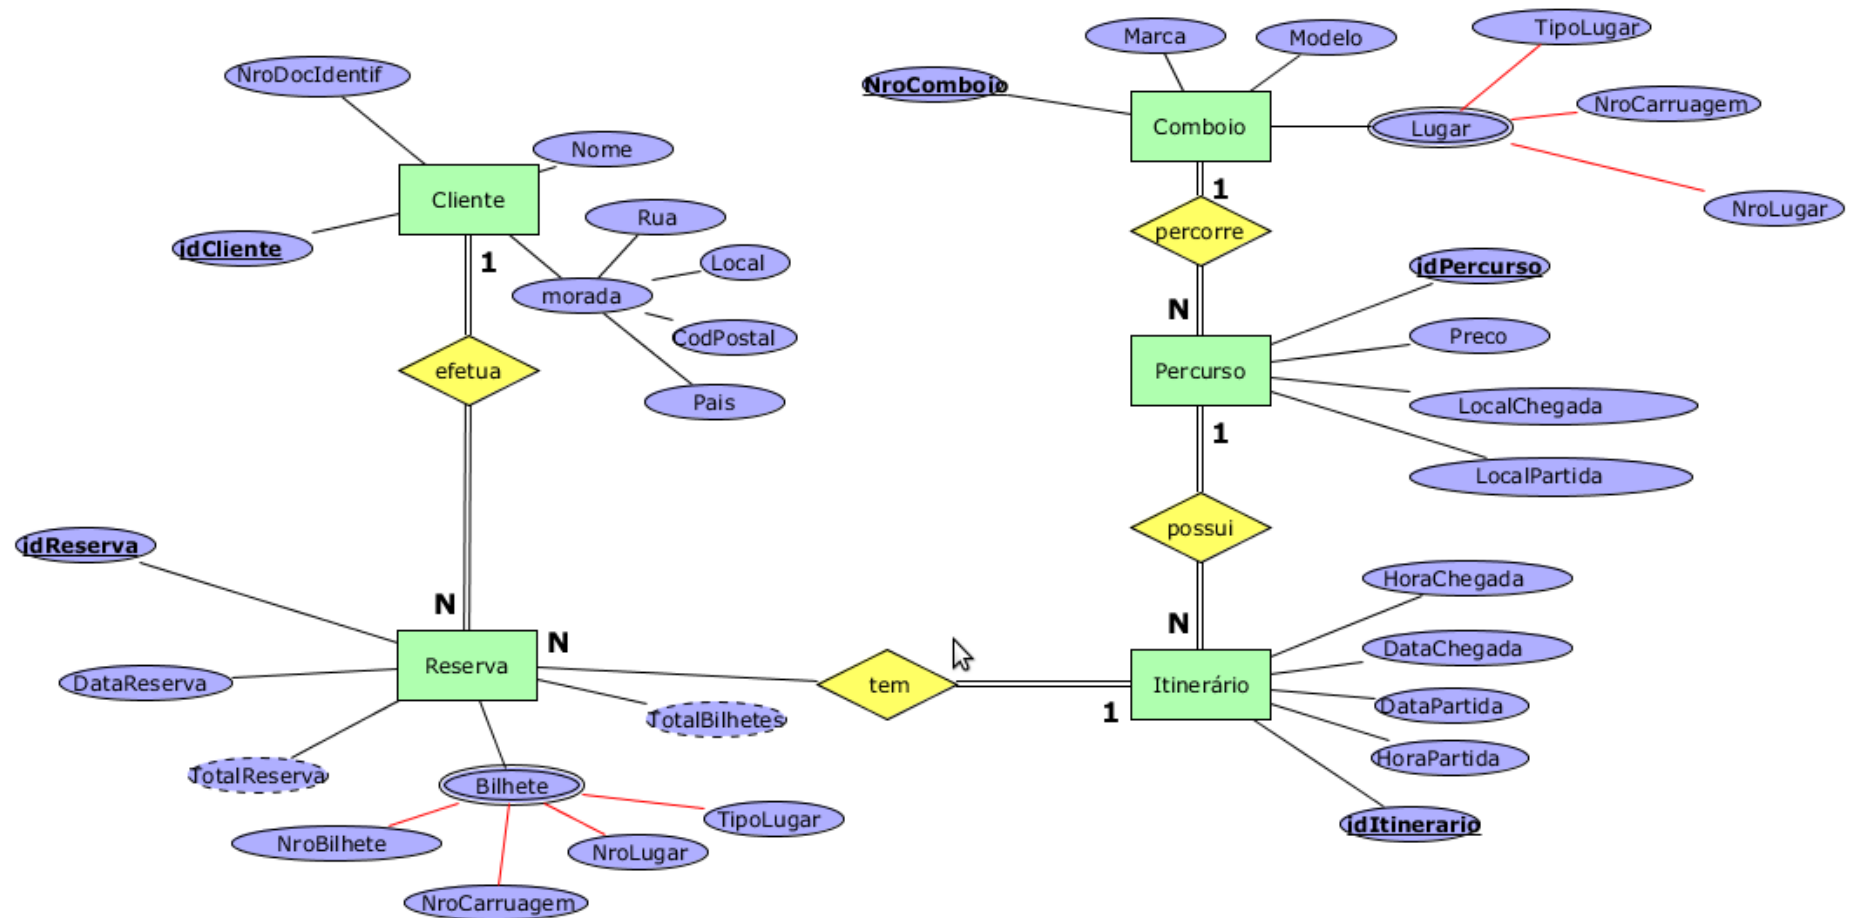 TipoLugar
Marca
Modelo
NroDocIdentif
NroComboio
NroCarruagem
Comboio
Lugar
Nome
Cliente
1
NroLugar
Rua
percorre
idCliente
1
Local
idPercurso
morada
N
CodPostal
Preco
efetua
Percurso
Pais
LocalChegada
1
LocalPartida
possui
idReserva
HoraChegada
N
N
N
DataChegada
Reserva
tem
Itinerário
DataReserva
1
DataPartida
TotalBilhetes
HoraPartida
TotalReserva
Bilhete
TipoLugar
idItinerario
NroBilhete
NroLugar
NroCarruagem